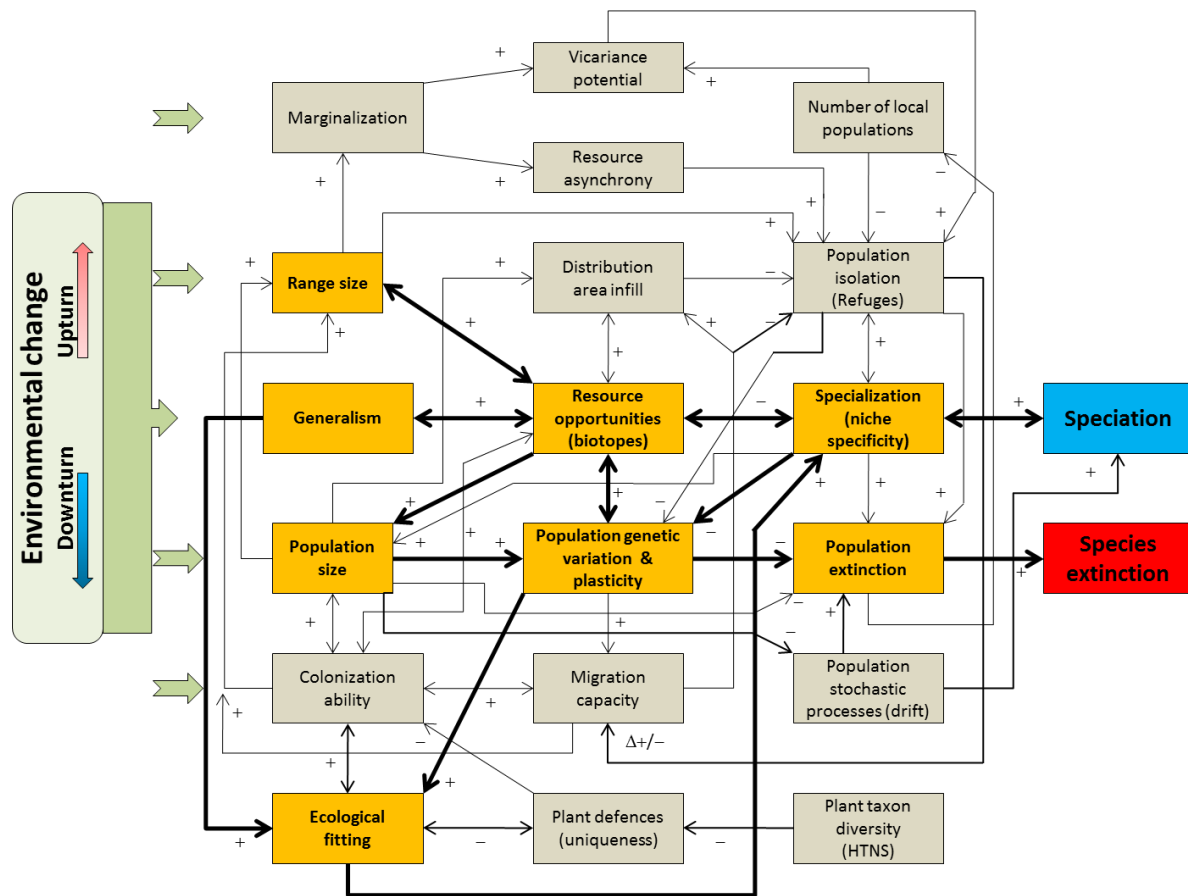 Environmental change
Upturn
Downturn
Vicariance
potential
Marginalization
Number of local
populations
Resource
asynchrony
Range size
Distribution
area infill
Population
isolation
(Refuges)
Generalism
Resource
opportunities
(biotopes)
Specialization
(niche
specificity)
Speciation
Population
size
Population genetic
variation &
plasticity
Population
extinction
Species
extinction
Colonization
ability
Migration
capacity
Population
stochastic
processes (drift)
Δ+/−
Ecological
fitting
Plant defences
(uniqueness)
Plant taxon
diversity
(HTNS)
+
+
+
+
+
−
−
+
+
+
+
+
+
−
+
−
+
+
+
+
−
−
+
+
+
+
+
−
+
+
+
−
−
+
−
+
−
+
+
+
+
−
+
+
+
−
−